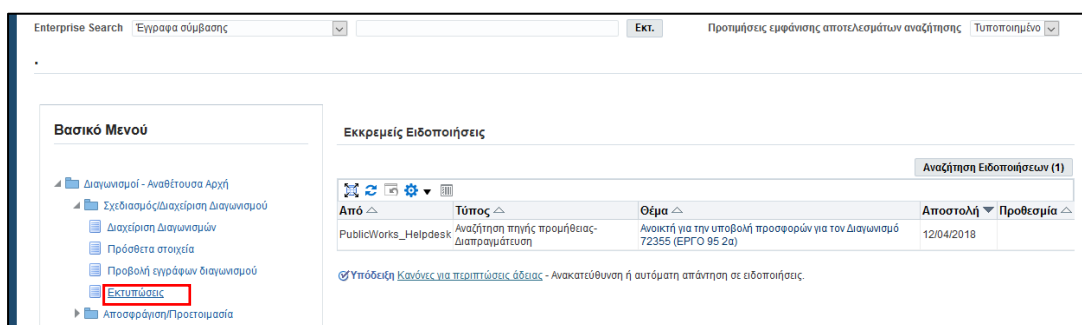 Enterprise Search Έγγραφα σύμβασης Εκτ. Προτιμήσεις εμφάνισης αποτελεσμάτων αναζήτησης Τυποποιημένο
.
Βασικό Μενού
Διαγωνισμοί - Αναθέτουσα Αρχή
Σχεδιασμός/Διαχείριση Διαγωνισμού
Διαχείριση Διαγωνισμών
Πρόσθετα στοιχεία
Προβολή εγγράφων διαγωνισμού
Εκτυπώσεις
Αποσφράγιση/Προετοιμασία
Εκκρεμείς Ειδοποιήσεις
Αναζήτηση Ειδοποιήσεων (1)
Από Τύπος Θέμα Αποστολή Προθεσμία
PublicWorks_Helpdesk Αναζήτηση πηγής προμήθειας-
Διαπραγμάτευση
Ανοικτή για την υποβολή προσφορών για τον Διαγωνισμό
72355 (ΕΡΓΟ 95 2α)
12/04/2018
Υπόδειξη Κανόνες για περιπτώσεις άδειας - Ανακατεύθυνση ή αυτόματη απάντηση σε ειδοποιήσεις.